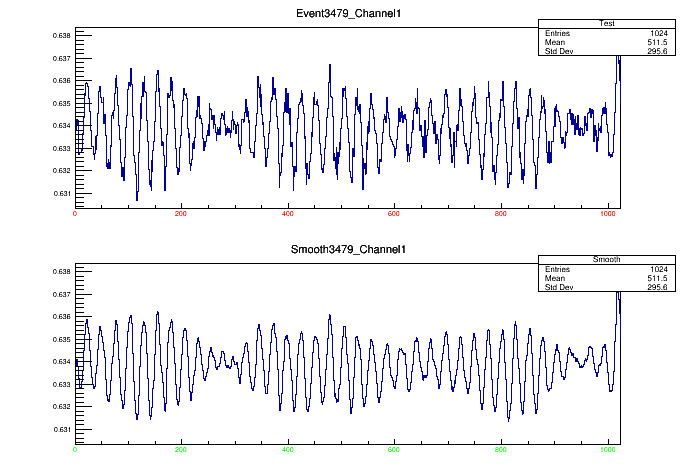 Event3479_Channel1
Test
Entries 1024
Mean 511.5
Std Dev 295.6
0.638
0.637
0.636
0.635
0.634
0.633
0.632
0.631
0 200 400 600 800 1000
Smooth3479_Channel1
Smooth
Entries 1024
Mean 511.5
Std Dev 295.6
0.638
0.637
0.636
0.635
0.634
0.633
0.632
0.631
0 200 400 600 800 1000